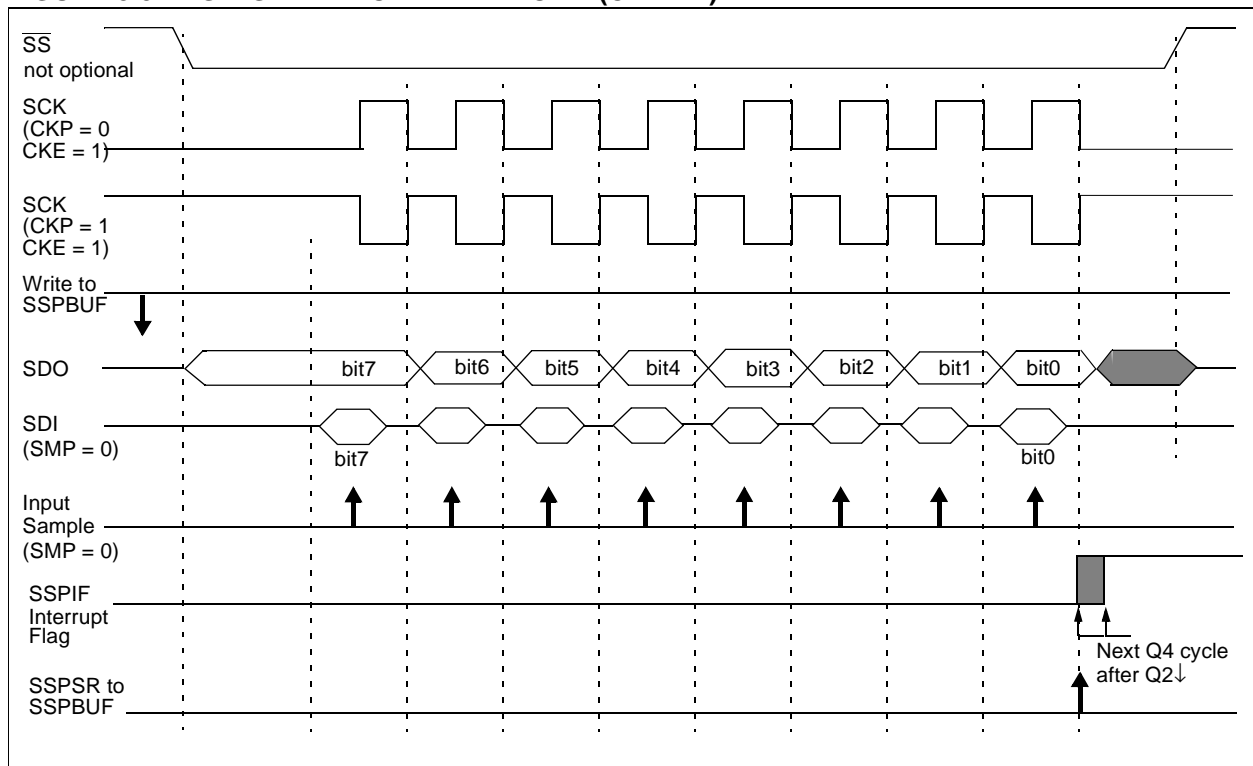 SS
not optional
SCK
(CKP = 0
CKE = 1)
SCK
(CKP = 1
CKE = 1)
Write to
SSPBUF
SDO
bit7 bit6 bit5 bit4 bit3 bit2 bit1 bit0
SDI
(SMP = 0)
bit7 bit0
Input
Sample
(SMP = 0)
SSPIF
Interrupt
Flag
Next Q4 cycle
after Q2↓
SSPSR to
SSPBUF